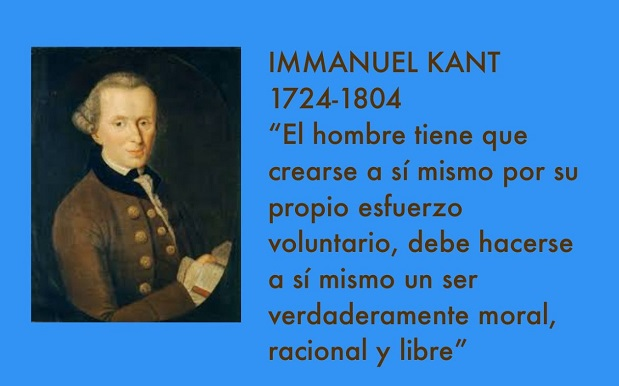 IMMANUEL KANT
1724-1804
“El hombre tiene que
crearse a sí mismo por su
propio esfuerzo
voluntario, debe hacerse
a sí mismo un ser
verdaderamente moral,
racional y libre”